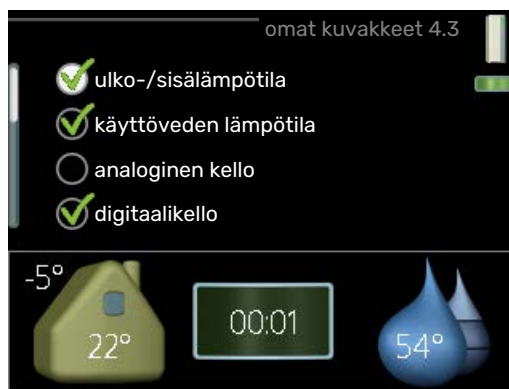 omat kuvakkeet 4.3
ulko-/sisälämpötila
käyttöveden lämpötila
analoginen kello
digitaalikello
-5°
22°
00:01
54°